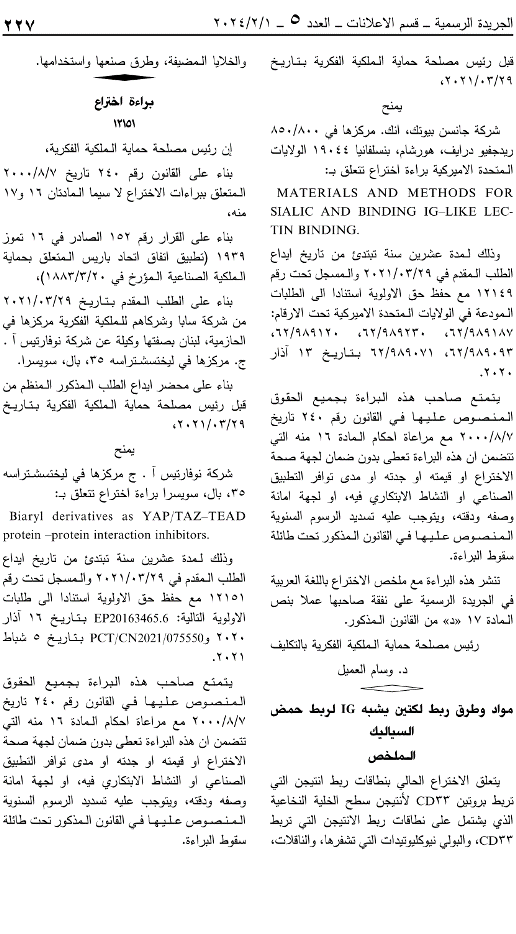 الجريدة الرسمية – قسم الاعلانات – العدد ٥ – ٢٠٢٤/٢/١
٢٢٧
قبل رئيس مصلحة حماية الملكية الفكرية بتاريخ
٢٠٢١/٠٣/٢٩،
يمنح
شركة جانسن بيوتك، انك. مركزها في ٨٥٠/٨٠٠
ريدجفيو درايف، هورشام، بنسلفانيا ١٩٠٤٤ الولايات
المتحدة الاميركية براءة اختراع تتعلق بـ:
MATERIALS AND METHODS FOR
SIALIC AND BINDING IG–LIKE LEC-
TIN BINDING.
وذلك لمدة عشرين سنة تبتدئ من تاريخ ايداع
الطلب المقدم في ٢٠٢١/٠٣/٢٩ والمسجل تحت رقم
١٢١٤٩ مع حفظ حق الاولوية استنادا الى الطلبات
المودعة في الولايات المتحدة الاميركية تحت الارقام:
٦٢/٩٨٩١٨٧، ٦٢/٩٨٩٢٣٠، ٦٢/٩٨٩١٢٠،
٦٢/٩٨٩٠٩٣، ٦٢/٩٨٩٠٧١ بـتـاريـخ ١٣ آذار
٢٠٢٠.
يتمتع صاحب هذه البراءة بجميع الحقوق
المنصوص عليها في القانون رقم ٢٤٠ تاريخ
٢٠٠٠/٨/٧ مع مراعاة احكام المادة ١٦ منه التي
تتضمن ان هذه البراءة تعطى بدون ضمان لجهة صحة
الاختراع او قيمته او جدته او مدى توافر التطبيق
الصناعي او النشاط الابتكاري فيه، او لجهة امانة
وصفه ودقته، ويتوجب عليه تسديد الرسوم السنوية
المنصوص عليها في القانون المذكور تحت طائلة
سقوط البراءة.
تنشر هذه البراءة مع ملخص الاختراع باللغة العربية
في الجريدة الرسمية على نفقة صاحبها عملا بنص
المادة ١٧ «د» من القانون المذكور.
رئيس مصلحة حماية الملكية الفكرية بالتكليف
د. وسام العميل
مواد وطرق ربط لكتين يشبه IG لربط حمض
السياليك
الملخص
يتعلق الاختراع الحالي بنطاقات ربط انتيجن التي
تربط بروتين CD٣٣ لأنتيجن سطح الخلية النخاعية
الذي يشتمل على نطاقات ربط الانتيجن التي تربط
CD٣٣، والبولي نيوكليوتيدات التي تشفرها، والناقلات،
والخلايا المضيفة، وطرق صنعها واستخدامها.
براءة اختراع
١٢١٥١
إن رئيس مصلحة حماية الملكية الفكرية،
بناء على القانون رقم ٢٤٠ تاريخ ٢٠٠٠/٨/٧
المتعلق ببراءات الاختراع لا سيما المادتان ١٦ و١٧
منه،
بناء على القرار رقم ١٥٢ الصادر في ١٦ تموز
١٩٣٩ (تطبيق اتفاق اتحاد باريس المتعلق بحماية
الملكية الصناعية المؤرخ في ١٨٨٣/٣/٢٠)،
بناء على الطلب المقدم بتاريخ ٢٠٢١/٠٣/٢٩
من شركة سابا وشركاهم للملكية الفكرية مركزها في
الحازمية، لبنان بصفتها وكيلة عن شركة نوفارتيس آ .
ج. مركزها في ليختسشتراسه ٣٥، بال، سويسرا.
بناء على محضر ايداع الطلب المذكور المنظم من
قبل رئيس مصلحة حماية الملكية الفكرية بتاريخ
٢٠٢١/٠٣/٢٩،
يمنح
شركة نوفارتيس آ . ج مركزها في ليختسشتراسه
٣٥، بال، سويسرا براءة اختراع تتعلق بـ:
Biaryl derivatives as YAP/TAZ–TEAD
protein –protein interaction inhibitors.
وذلك لمدة عشرين سنة تبتدئ من تاريخ ايداع
الطلب المقدم في ٢٠٢١/٠٣/٢٩ والمسجل تحت رقم
١٢١٥١ مع حفظ حق الاولوية استنادا الى طلبات
الاولوية التالية: EP20163465.6 بتاريخ ١٦ آذار
٢٠٢٠ وPCT/CN2021/075550 بتاريخ ٥ شباط
٢٠٢١.
يتمتع صاحب هذه البراءة بجميع الحقوق
المنصوص عليها في القانون رقم ٢٤٠ تاريخ
٢٠٠٠/٨/٧ مع مراعاة احكام المادة ١٦ منه التي
تتضمن ان هذه البراءة تعطى بدون ضمان لجهة صحة
الاختراع او قيمته او جدته او مدى توافر التطبيق
الصناعي او النشاط الابتكاري فيه، او لجهة امانة
وصفه ودقته، ويتوجب عليه تسديد الرسوم السنوية
المنصوص عليها في القانون المذكور تحت طائلة
سقوط البراءة.